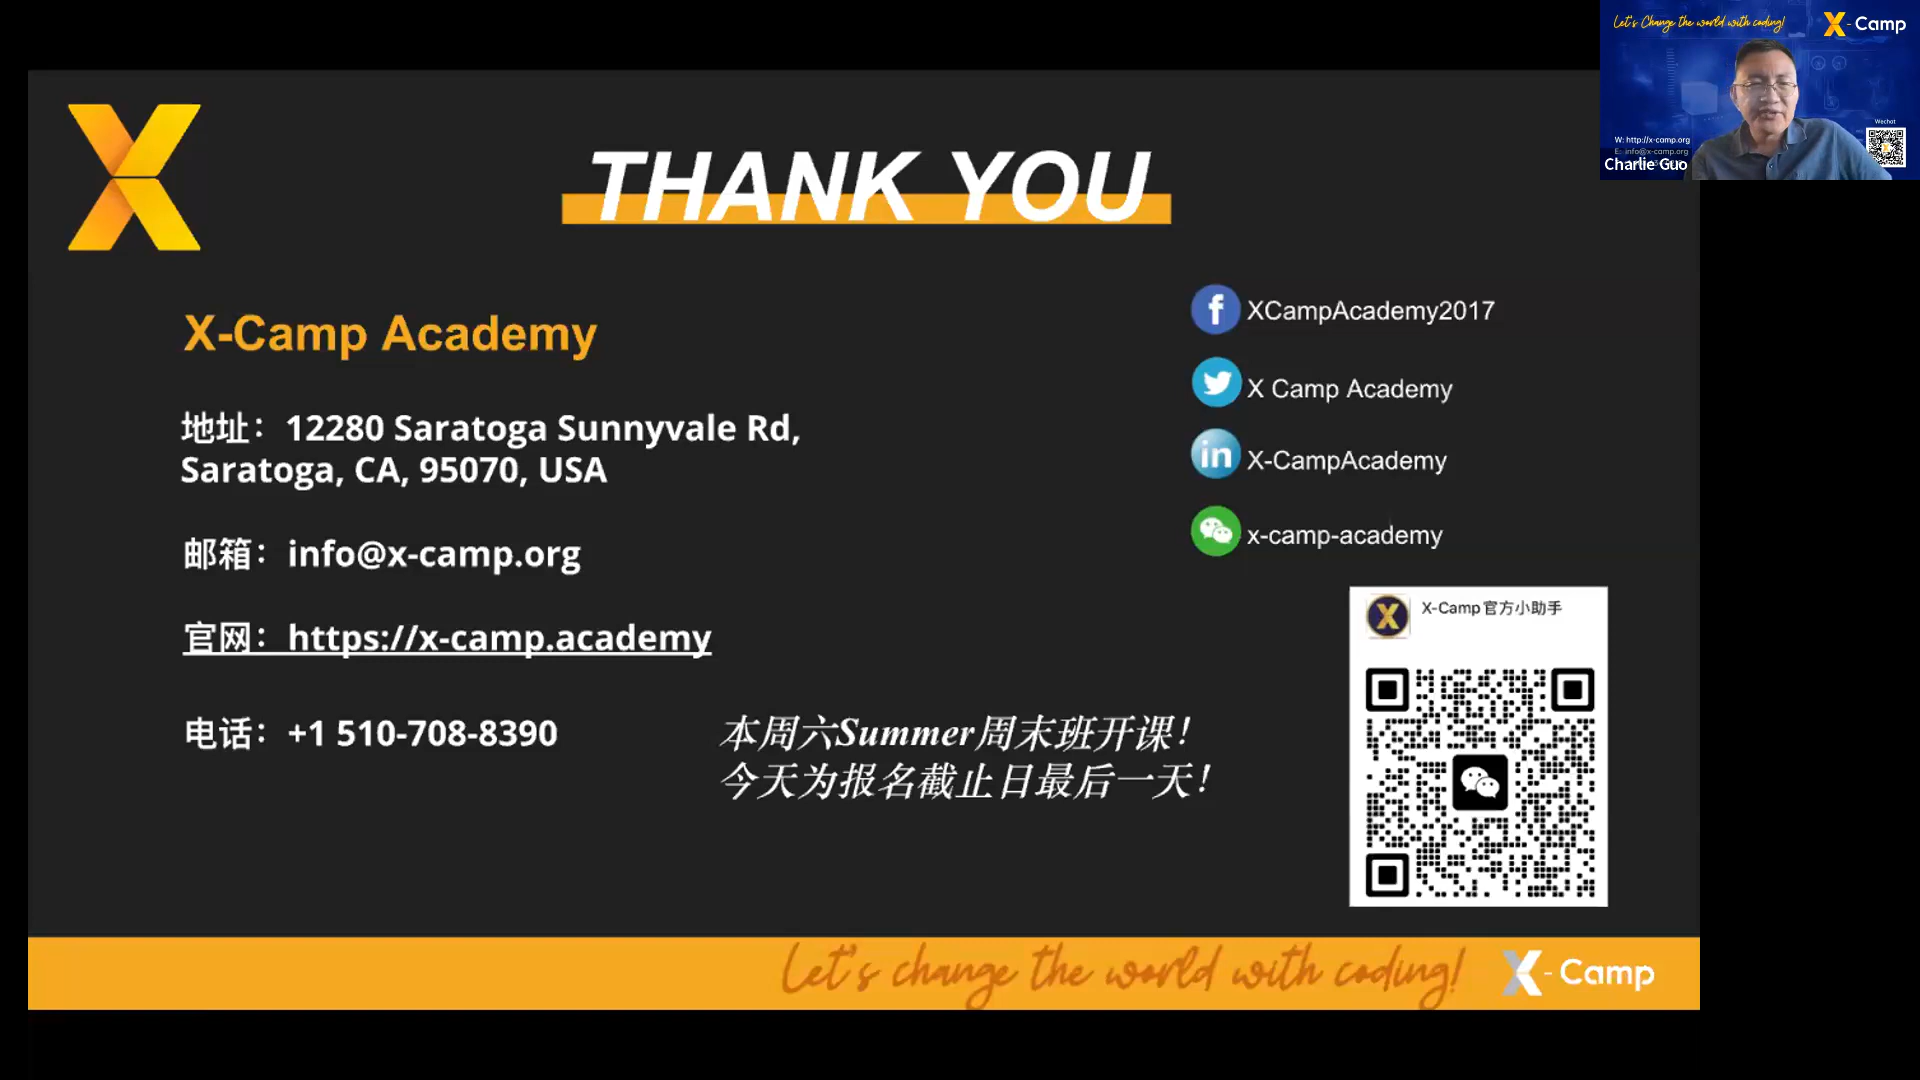 THANK YOU
X-Camp Academy
地址：12280 Saratoga Sunnyvale Rd,
Saratoga, CA, 95070, USA
邮箱：info@x-camp.org
官网：https://x-camp.academy
电话：+1 510-708-8390
本周六Summer周末班开课！
今天为报名截止日最后一天！
XCampAcademy2017
X Camp Academy
X-CampAcademy
x-camp-academy
X-Camp官方小助手
Let's change the world with coding!
X-Camp
Let's Change the world with coding!
X-Camp
W: http://x-camp.org
E: info@x-camp.org
Wechat
Charlie Guo